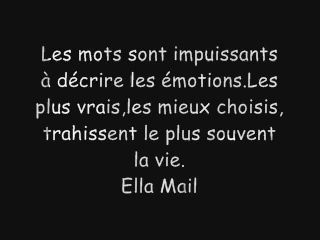 Les mots sont impuissants
à décrire les émotions.Les
plus vrais,les mieux choisis,
trahissent le plus souvent
la vie.
Ella Mail